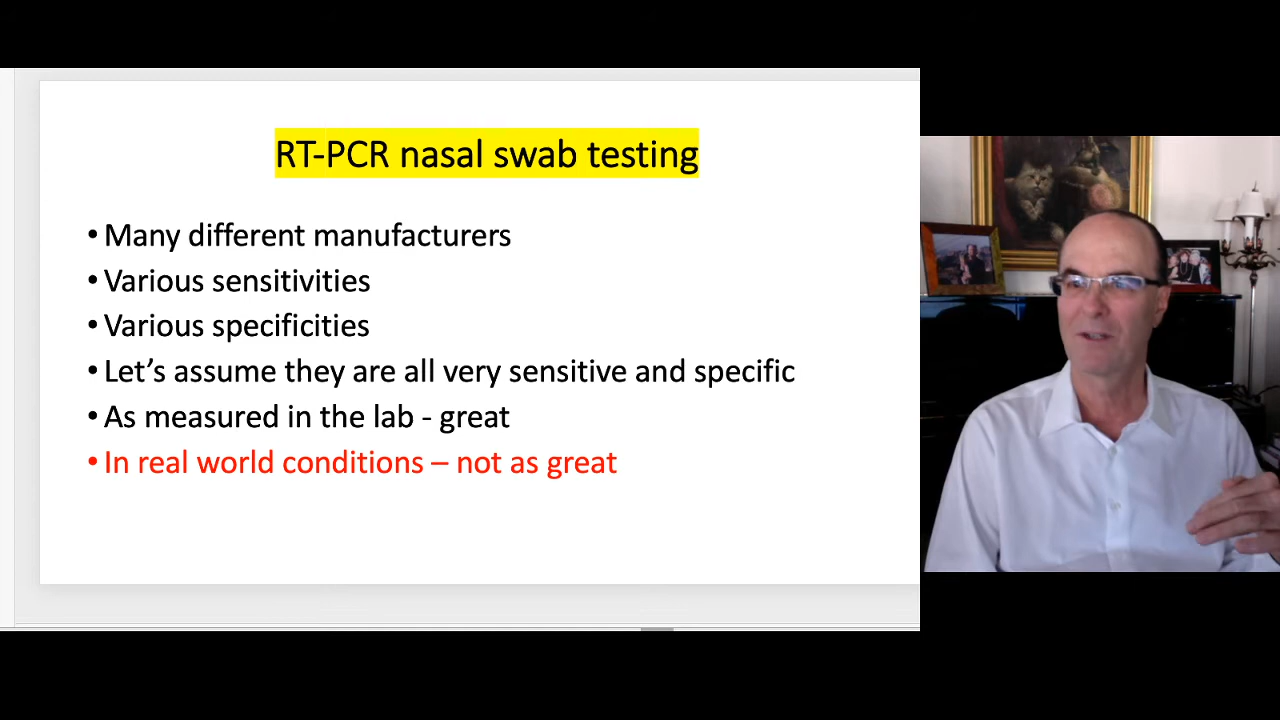 RT-PCR nasal swab testing
• Many different manufacturers
• Various sensitivities
• Various specificities
• Let’s assume they are all very sensitive and specific
• As measured in the lab - great
• In real world conditions – not as great